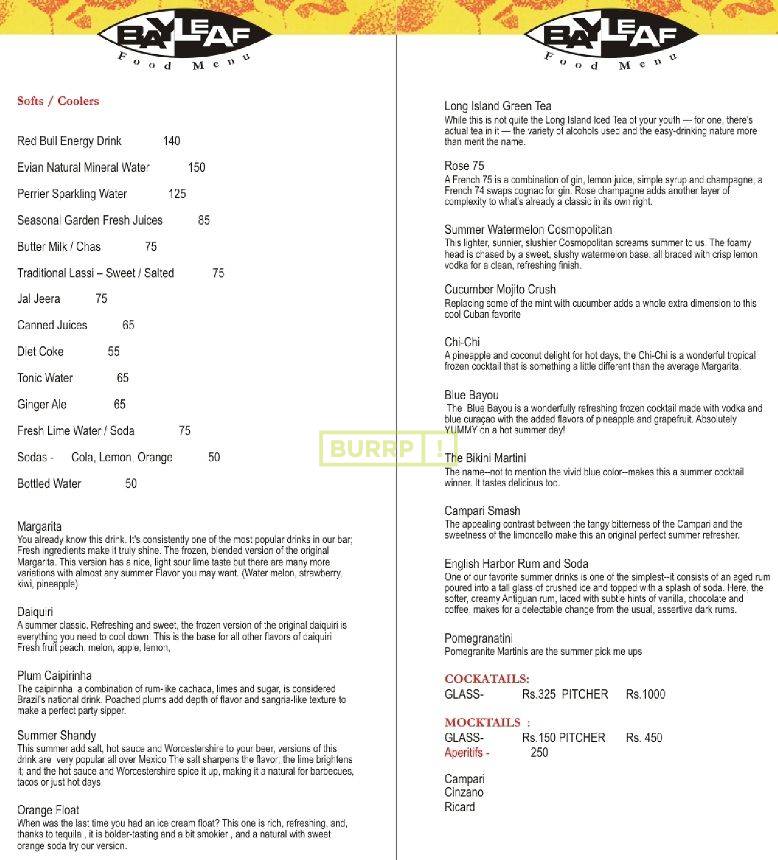 BAYLEAF
Food Menu
Softs / Coolers
Red Bull Energy Drink 140
Evian Natural Mineral Water 150
Perrier Sparkling Water 125
Seasonal Garden Fresh Juices 85
Butter Milk / Chas 75
Traditional Lassi – Sweet / Salted 75
Jal Jeera 75
Canned Juices 65
Diet Coke 55
Tonic Water 65
Ginger Ale 65
Fresh Lime Water / Soda 75
Sodas - Cola, Lemon, Orange 50
Bottled Water 50
Margarita
You already know this drink. It's consistently one of the most popular drinks in our bar;
Fresh ingredients make it truly shine. The frozen, blended version of the original
Margarita. This version has a nice, light sour lime taste but there are many more
variations with almost any summer Flavor you may want. (Water melon, strawberry,
kiwi, pineapple)
Daiquiri
A summer classic. Refreshing and sweet, the frozen version of the original daiquiri is
everything you need to cool down. This is the base for all other flavors of daiquiri
Fresh fruit peach, melon, apple, lemon,
Plum Caipirinha
The caipirinha a combination of rum-like cachaca, limes and sugar, is considered
Brazil's national drink. Poached plums add depth of flavor and sangria-like texture to
make a perfect party sipper.
Summer Shandy
This summer add salt, hot sauce and Worcestershire to your beer, versions of this
drink are very popular all over Mexico The salt sharpens the flavor, the lime brightens
it; and the hot sauce and Worcestershire spice it up, making it a natural for barbecues,
tacos or just hot days
Orange Float
When was the last time you had an ice cream float? This one is rich, refreshing, and,
thanks to tequila , it is bolder-tasting and a bit smokier , and a natural with sweet
orange soda try our version.
BAYLEAF
Food Menu
Long Island Green Tea
While this is not quite the Long Island Iced Tea of your youth — for one, there's
actual tea in it — the variety of alcohols used and the easy-drinking nature more
than merit the name.
Rose 75
A French 75 is a combination of gin, lemon juice, simple syrup and champagne; a
French 74 swaps cognac for gin. Rose champagne adds another layer of
complexity to what's already a classic in its own right.
Summer Watermelon Cosmopolitan
This lighter, sunnier, slushier Cosmopolitan screams summer to us. The foamy
head is chased by a sweet, slushy watermelon base, all braced with crisp lemon
vodka for a clean, refreshing finish.
Cucumber Mojito Crush
Replacing some of the mint with cucumber adds a whole extra dimension to this
cool Cuban favorite
Chi-Chi
A pineapple and coconut delight for hot days, the Chi-Chi is a wonderful tropical
frozen cocktail that is something a little different than the average Margarita.
Blue Bayou
The Blue Bayou is a wonderfully refreshing frozen cocktail made with vodka and
blue curaçao with the added flavors of pineapple and grapefruit. Absolutely
YUMMY on a hot summer day!
The Bikini Martini
The name--not to mention the vivid blue color--makes this a summer cocktail
winner. It tastes delicious too.
Campari Smash
The appealing contrast between the tangy bitterness of the Campari and the
sweetness of the limoncello make this an original perfect summer refresher.
English Harbor Rum and Soda
One of our favorite summer drinks is one of the simplest--it consists of an aged rum
poured into a tall glass of crushed ice and topped with a splash of soda. Here, the
softer, creamy Antiguan rum, laced with subtle hints of vanilla, chocolate and
coffee, makes for a delectable change from the usual, assertive dark rums.
Pomegranatini
Pomegranite Martinis are the summer pick me ups
COCKATAILS:
GLASS- Rs.325 PITCHER Rs.1000
MOCKTAILS :
GLASS- Rs.150 PITCHER Rs. 450
Aperitifs - 250
Campari
Cinzano
Ricard
BURRP !